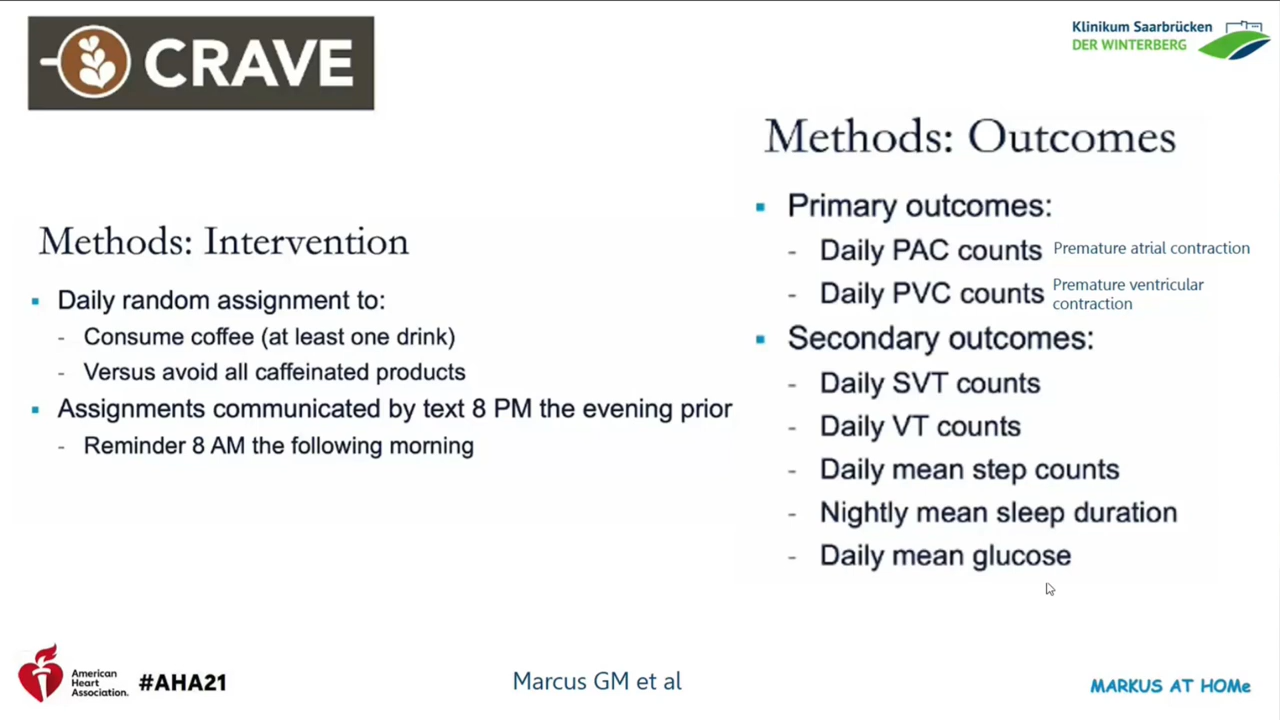 CRAVE
Klinikum Saarbrücken
DER WINTERBERG
Methods: Intervention
▪ Daily random assignment to:
- Consume coffee (at least one drink)
- Versus avoid all caffeinated products
▪ Assignments communicated by text 8 PM the evening prior
- Reminder 8 AM the following morning
Methods: Outcomes
▪ Primary outcomes:
- Daily PAC counts Premature atrial contraction
- Daily PVC counts Premature ventricular
contraction
▪ Secondary outcomes:
- Daily SVT counts
- Daily VT counts
- Daily mean step counts
- Nightly mean sleep duration
- Daily mean glucose
American
Heart
Association.
#AHA21
Marcus GM et al
MARKUS AT HOMe